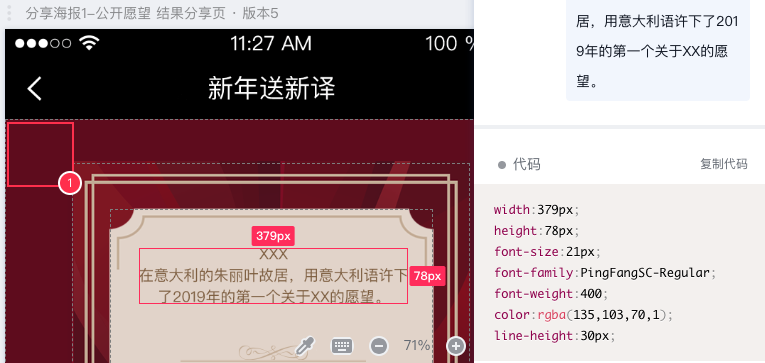 分享海报1-公开愿望 结果分享页 · 版本5
11:27 AM
100 %
新年送新译
1
379px
XXX
在意大利的朱丽叶故居，用意大利语许下
了2019年的第一个关于XX的愿望。
78px
71%
居，用意大利语许下了201
9年的第一个关于XX的愿
望。
代码
复制代码
width:379px;
height:78px;
font-size:21px;
font-family:PingFangSC-Regular;
font-weight:400;
color:rgba(135,103,70,1);
line-height:30px;